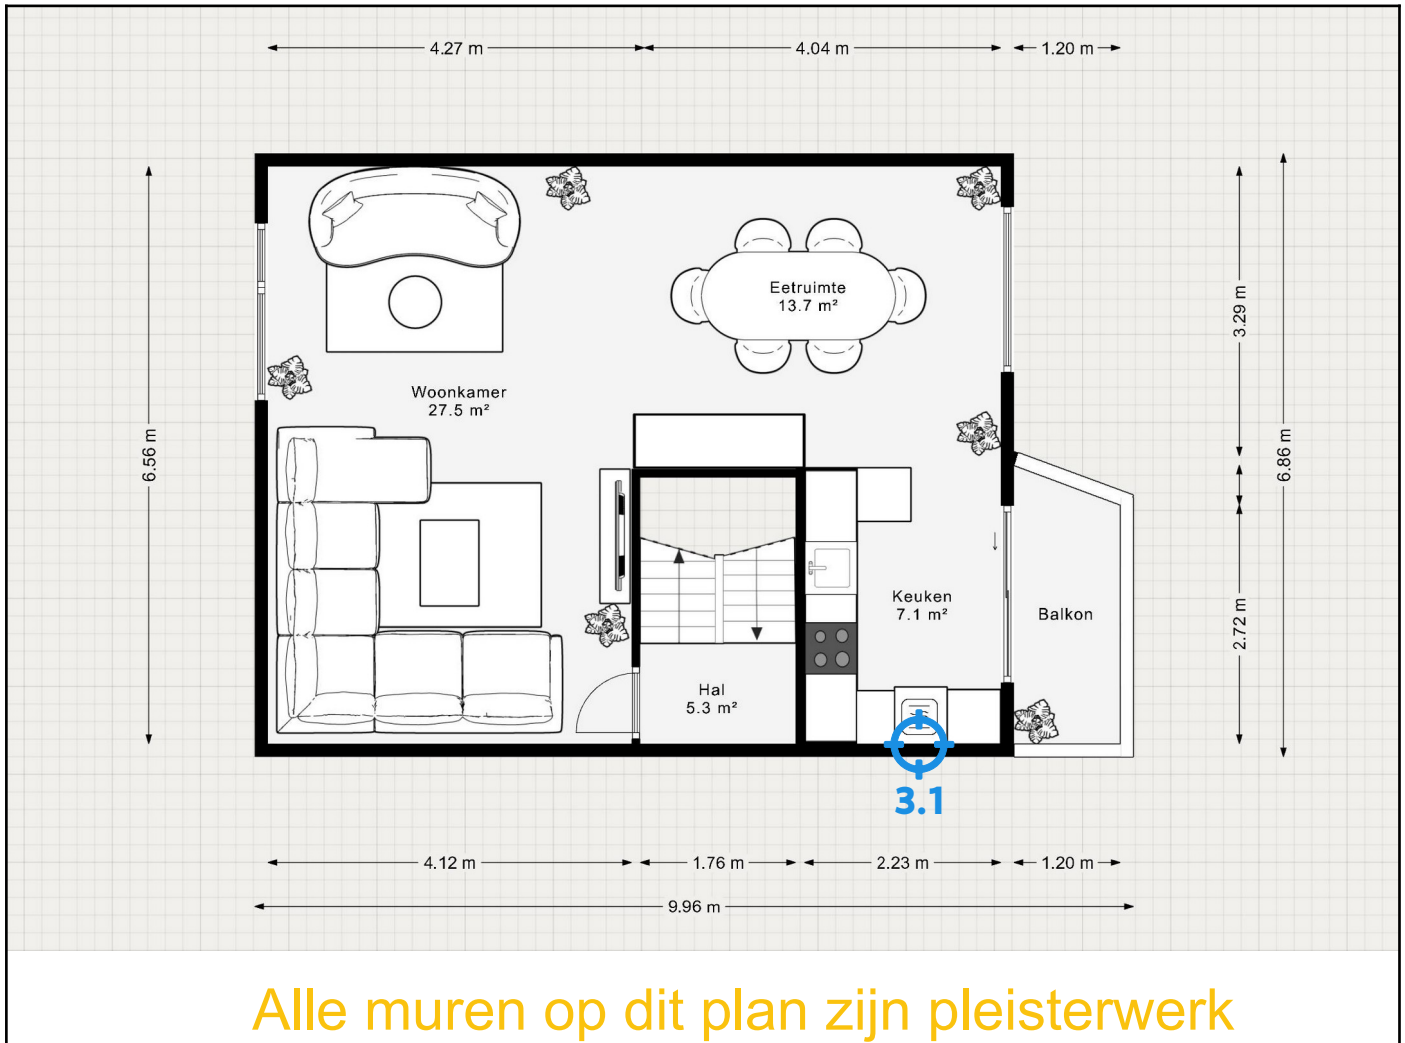 4.27 m
4.04 m
1.20 m
6.56 m
3.29 m
6.86 m
2.72 m
Eetruimte
13.7 m²
Woonkamer
27.5 m²
Keuken
7.1 m²
Balkon
Hal
5.3 m²
3.1
4.12 m
1.76 m
2.23 m
1.20 m
9.96 m
Alle muren op dit plan zijn pleisterwerk